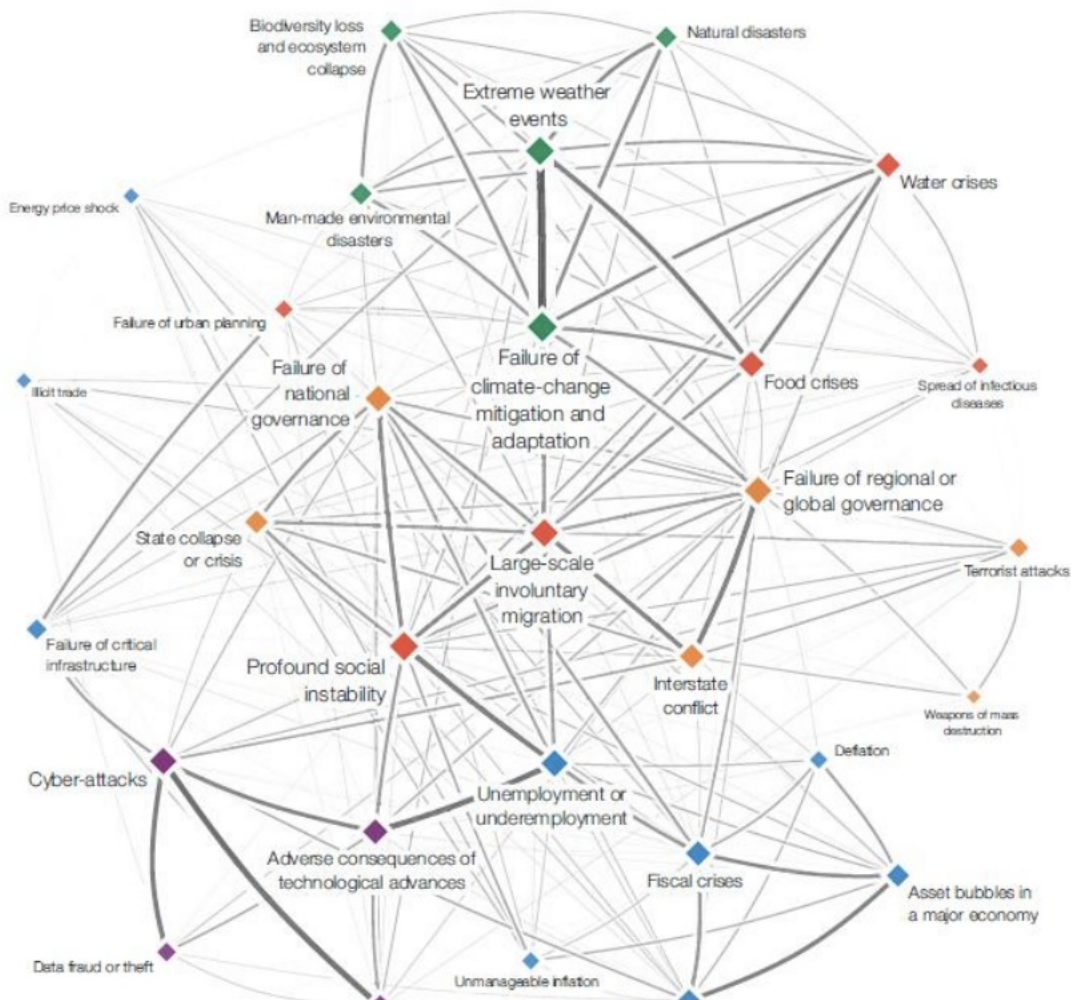 Biodiversity loss
and ecosystem
collapse
Natural disasters
Extreme weather
events
Water crises
Energy price shock
Man-made environmental
disasters
Failure of urban planning
Failure of
climate-change
mitigation and
adaptation
Failure of
national
governance
Food crises
Spread of infectious
diseases
Illicit trade
Failure of regional or
global governance
State collapse
or crisis
Large-scale
involuntary
migration
Terrorist attacks
Failure of critical
infrastructure
Profound social
instability
Interstate
conflict
Weapons of mass
destruction
Deflation
Cyber-attacks
Unemployment or
underemployment
Adverse consequences of
technological advances
Fiscal crises
Asset bubbles in
a major economy
Data fraud or theft
Unmanageable inflation